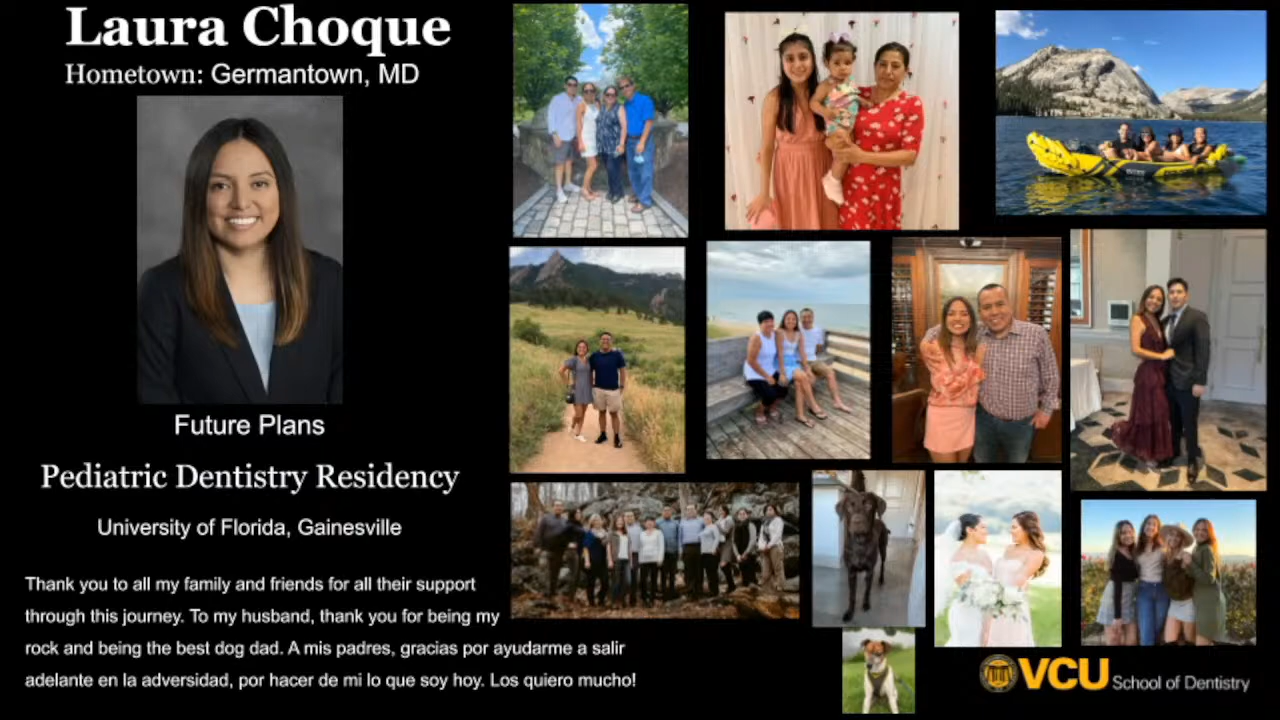 Laura Choque
Hometown: Germantown, MD
Future Plans
Pediatric Dentistry Residency
University of Florida, Gainesville
Thank you to all my family and friends for all their support
through this journey. To my husband, thank you for being my
rock and being the best dog dad. A mis padres, gracias por ayudarme a salir
adelante en la adversidad, por hacer de mi lo que soy hoy. Los quiero mucho!
VCU School of Dentistry